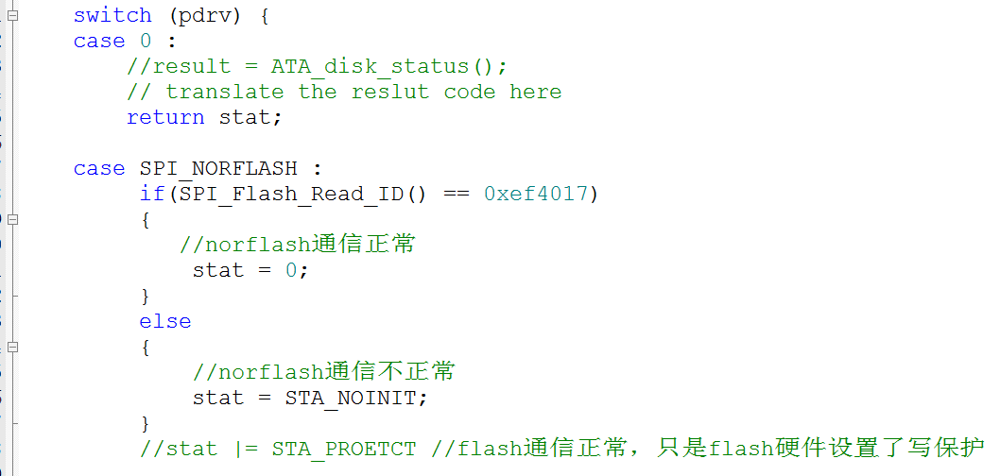 switch (pdrv) {
case 0 :
//result = ATA_disk_status();
// translate the reslut code here
return stat;
case SPI_NORFLASH :
if(SPI_Flash_Read_ID() == 0xef4017)
{
//norflash通信正常
stat = 0;
}
else
{
//norflash通信不正常
stat = STA_NOINIT;
}
//stat |= STA_PROETCT //flash通信正常，只是flash硬件设置了写保护